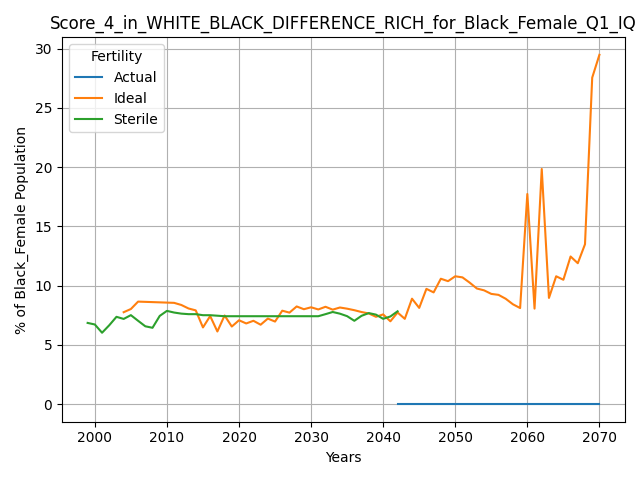 Score_4_in_WHITE_BLACK_DIFFERENCE_RICH_for_Black_Female_Q1_IQ
Fertility
Actual
Ideal
Sterile
% of Black_Female Population
30
25
20
15
10
5
0
2000 2010 2020 2030 2040 2050 2060 2070
Years